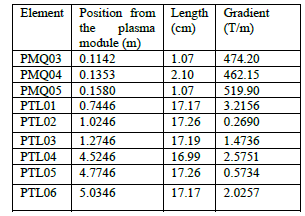 Element Position from the plasma module (m) Length (cm) Gradient (T/m)
PMQ03 0.1142 1.07 474.20
PMQ04 0.1353 2.10 462.15
PMQ05 0.1580 1.07 519.90
PTL01 0.7446 17.17 3.2156
PTL02 1.0246 17.26 0.2690
PTL03 1.2746 17.19 1.4736
PTL04 4.5246 16.99 2.5751
PTL05 4.7746 17.26 0.5734
PTL06 5.0346 17.17 2.0257